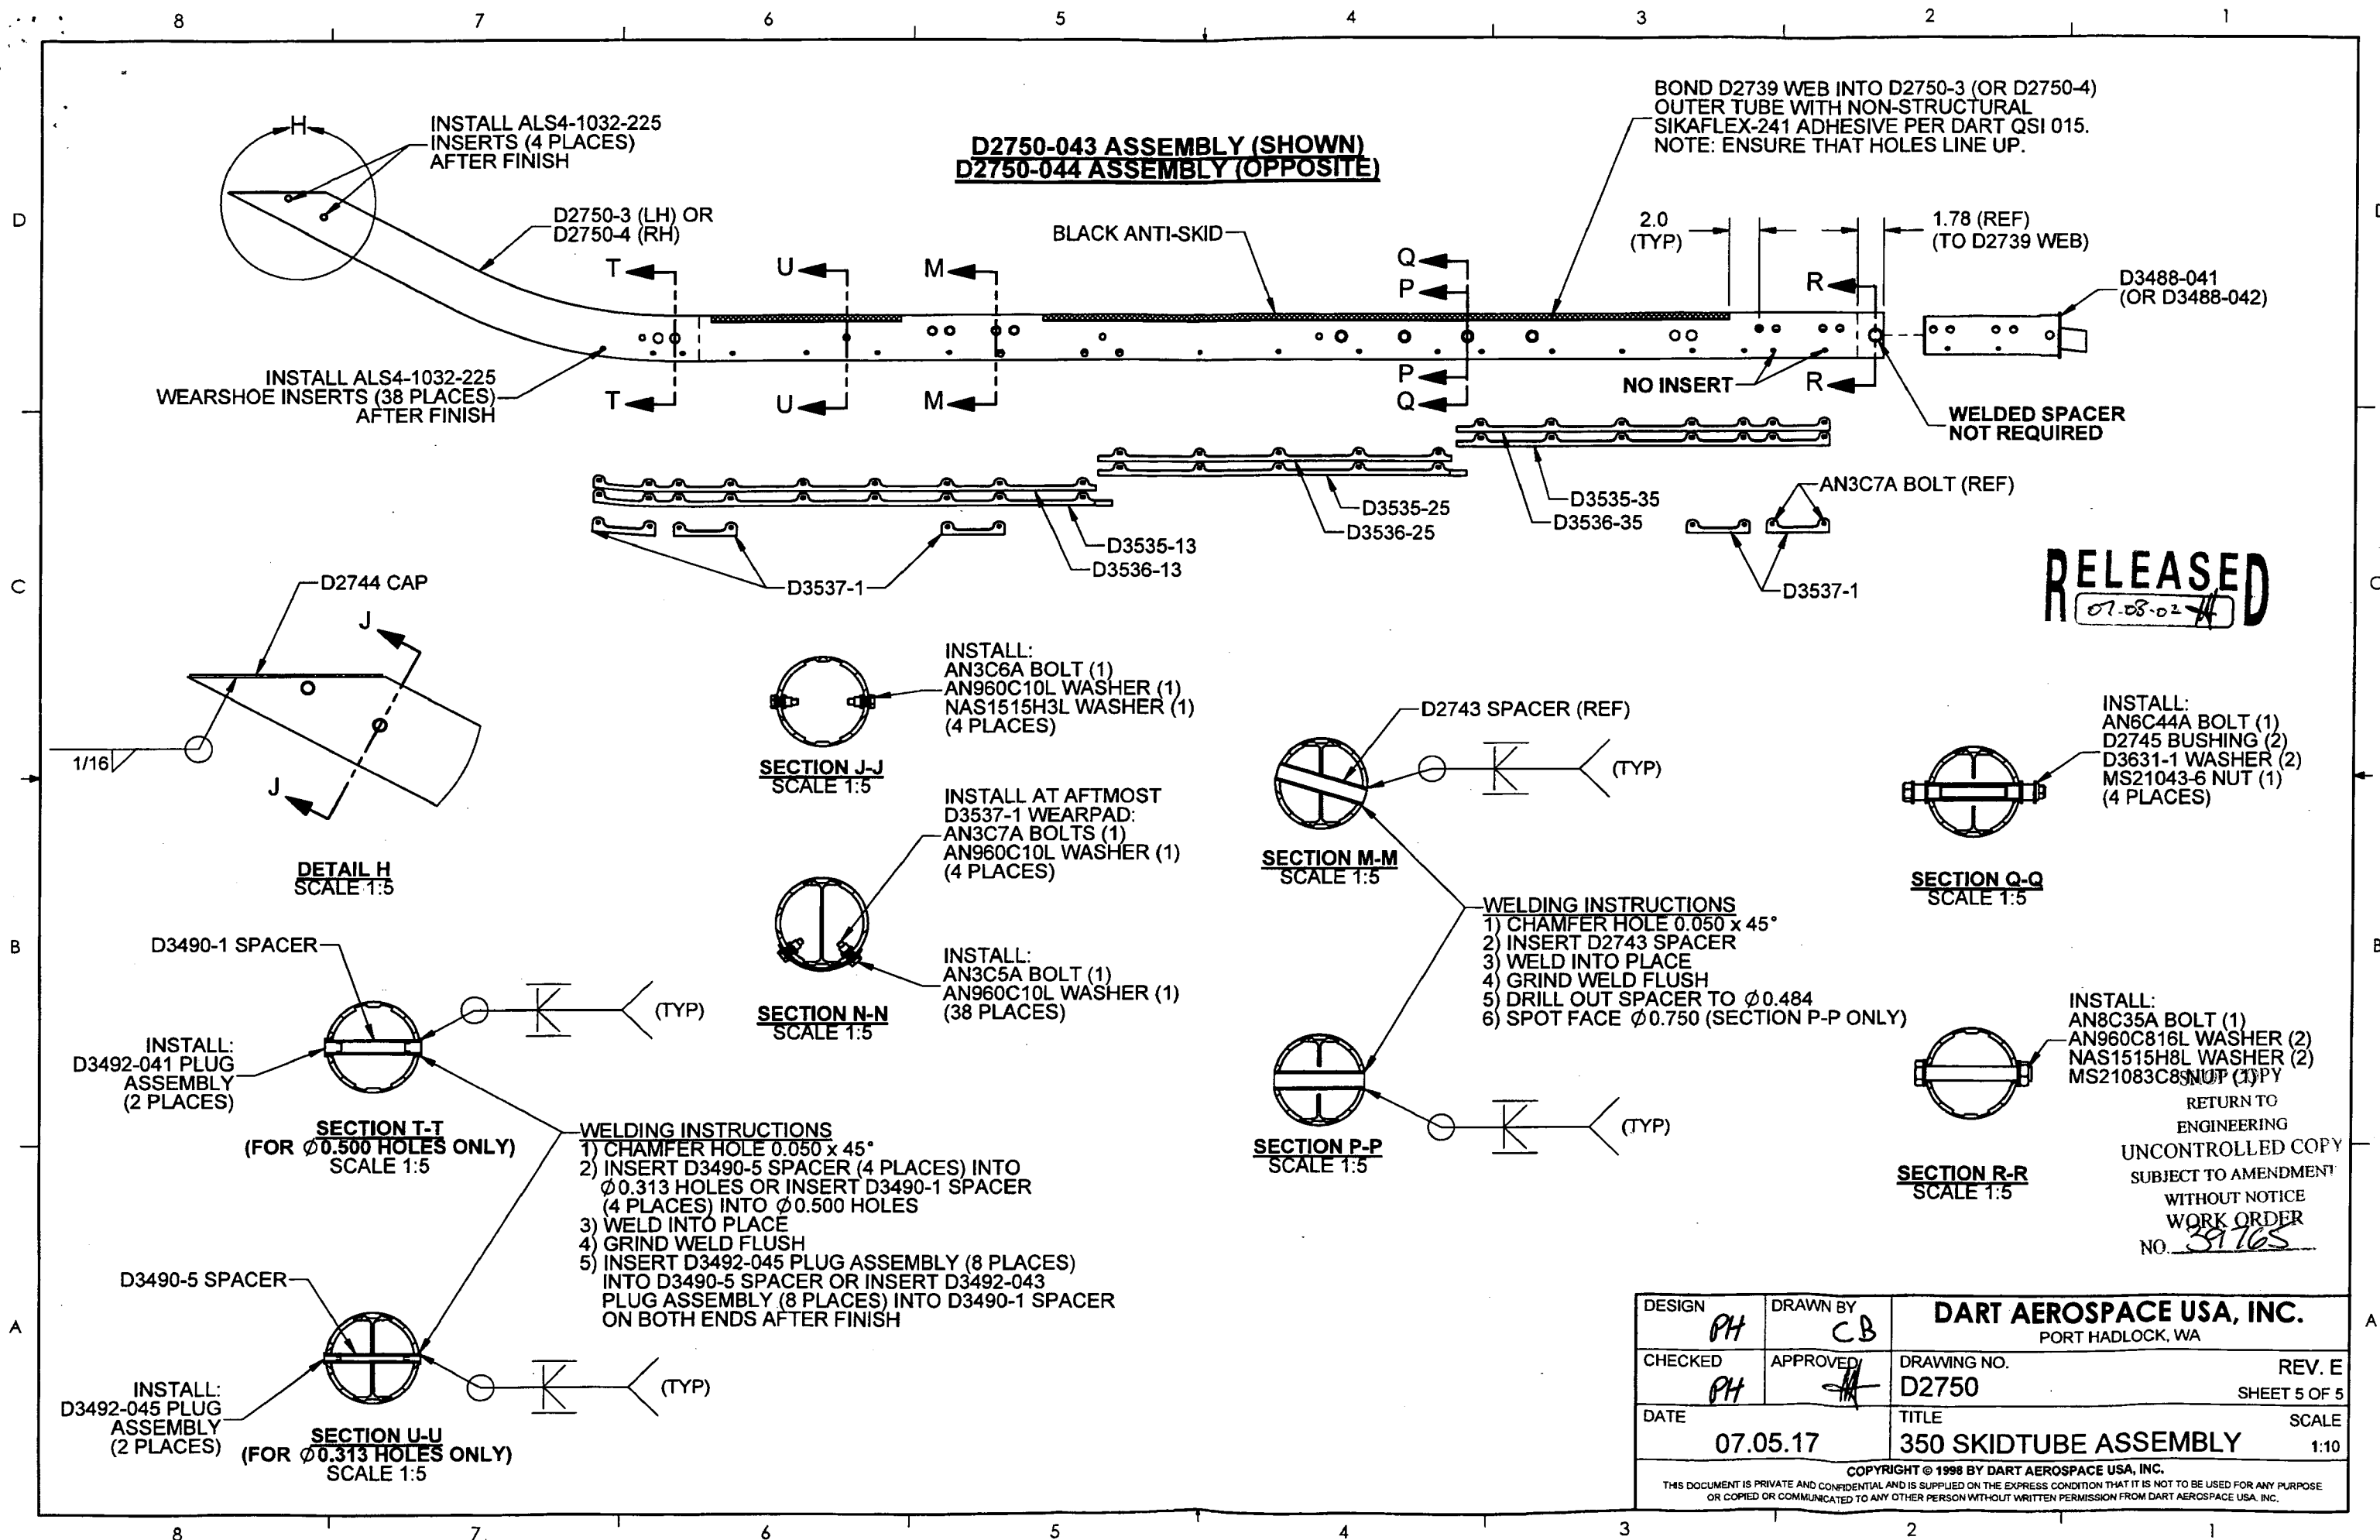 8 7 6 5 4 3 2 1
D
C
B
A
H
INSTALL ALS4-1032-225
INSERTS (4 PLACES)
AFTER FINISH
D2750-3 (LH) OR
D2750-4 (RH)
D2750-043 ASSEMBLY (SHOWN)
D2750-044 ASSEMBLY (OPPOSITE)
BLACK ANTI-SKID
BOND D2739 WEB INTO D2750-3 (OR D2750-4)
OUTER TUBE WITH NON-STRUCTURAL
SIKAFLEX-241 ADHESIVE PER DART QSI 015.
NOTE: ENSURE THAT HOLES LINE UP.
2.0
(TYP)
1.78 (REF)
(TO D2739 WEB)
D3488-041
(OR D3488-042)
T U M Q
P
R
T U M P
Q
R
INSTALL ALS4-1032-225
WEARSHOE INSERTS (38 PLACES)
AFTER FINISH
NO INSERT
WELDED SPACER
NOT REQUIRED
D3535-13
D3536-13
D3537-1
D3535-25
D3536-25
D3535-35
D3536-35
AN3C7A BOLT (REF)
D3537-1
RELEASED
07-08-02
D2744 CAP
J
J
1/16
DETAIL H
SCALE 1:5
INSTALL:
AN3C6A BOLT (1)
AN960C10L WASHER (1)
NAS1515H3L WASHER (1)
(4 PLACES)
SECTION J-J
SCALE 1:5
INSTALL AT AFTMOST
D3537-1 WEARPAD:
AN3C7A BOLTS (1)
AN960C10L WASHER (1)
(4 PLACES)
INSTALL:
AN3C5A BOLT (1)
AN960C10L WASHER (1)
(38 PLACES)
SECTION N-N
SCALE 1:5
D2743 SPACER (REF)
(TYP)
SECTION M-M
SCALE 1:5
WELDING INSTRUCTIONS
1) CHAMFER HOLE 0.050 x 45°
2) INSERT D2743 SPACER
3) WELD INTO PLACE
4) GRIND WELD FLUSH
5) DRILL OUT SPACER TO Ø0.484
6) SPOT FACE Ø0.750 (SECTION P-P ONLY)
(TYP)
SECTION P-P
SCALE 1:5
INSTALL:
AN6C44A BOLT (1)
D2745 BUSHING (2)
D3631-1 WASHER (2)
MS21043-6 NUT (1)
(4 PLACES)
SECTION Q-Q
SCALE 1:5
INSTALL:
AN8C35A BOLT (1)
AN960C816L WASHER (2)
NAS1515H8L WASHER (2)
MS21083C8 NUT (1)
SECTION R-R
SCALE 1:5
SHOP COPY
RETURN TO
ENGINEERING
UNCONTROLLED COPY
SUBJECT TO AMENDMENT
WITHOUT NOTICE
WORK ORDER
NO. 39765
D3490-1 SPACER
(TYP)
INSTALL:
D3492-041 PLUG
ASSEMBLY
(2 PLACES)
SECTION T-T
(FOR Ø0.500 HOLES ONLY)
SCALE 1:5
WELDING INSTRUCTIONS
1) CHAMFER HOLE 0.050 x 45°
2) INSERT D3490-5 SPACER (4 PLACES) INTO
Ø0.313 HOLES OR INSERT D3490-1 SPACER
(4 PLACES) INTO Ø0.500 HOLES
3) WELD INTO PLACE
4) GRIND WELD FLUSH
5) INSERT D3492-045 PLUG ASSEMBLY (8 PLACES)
INTO D3490-5 SPACER OR INSERT D3492-043
PLUG ASSEMBLY (8 PLACES) INTO D3490-1 SPACER
ON BOTH ENDS AFTER FINISH
D3490-5 SPACER
(TYP)
INSTALL:
D3492-045 PLUG
ASSEMBLY
(2 PLACES)
SECTION U-U
(FOR Ø0.313 HOLES ONLY)
SCALE 1:5
DESIGN PH
DRAWN BY CB
DART AEROSPACE USA, INC.
PORT HADLOCK, WA
CHECKED PH
APPROVED
DRAWING NO.
D2750
REV. E
SHEET 5 OF 5
DATE
07.05.17
TITLE
350 SKIDTUBE ASSEMBLY
SCALE
1:10
COPYRIGHT © 1998 BY DART AEROSPACE USA, INC.
THIS DOCUMENT IS PRIVATE AND CONFIDENTIAL AND IS SUPPLIED ON THE EXPRESS CONDITION THAT IT IS NOT TO BE USED FOR ANY PURPOSE
OR COPIED OR COMMUNICATED TO ANY OTHER PERSON WITHOUT WRITTEN PERMISSION FROM DART AEROSPACE USA, INC.
8 7 6 5 4 3 2 1